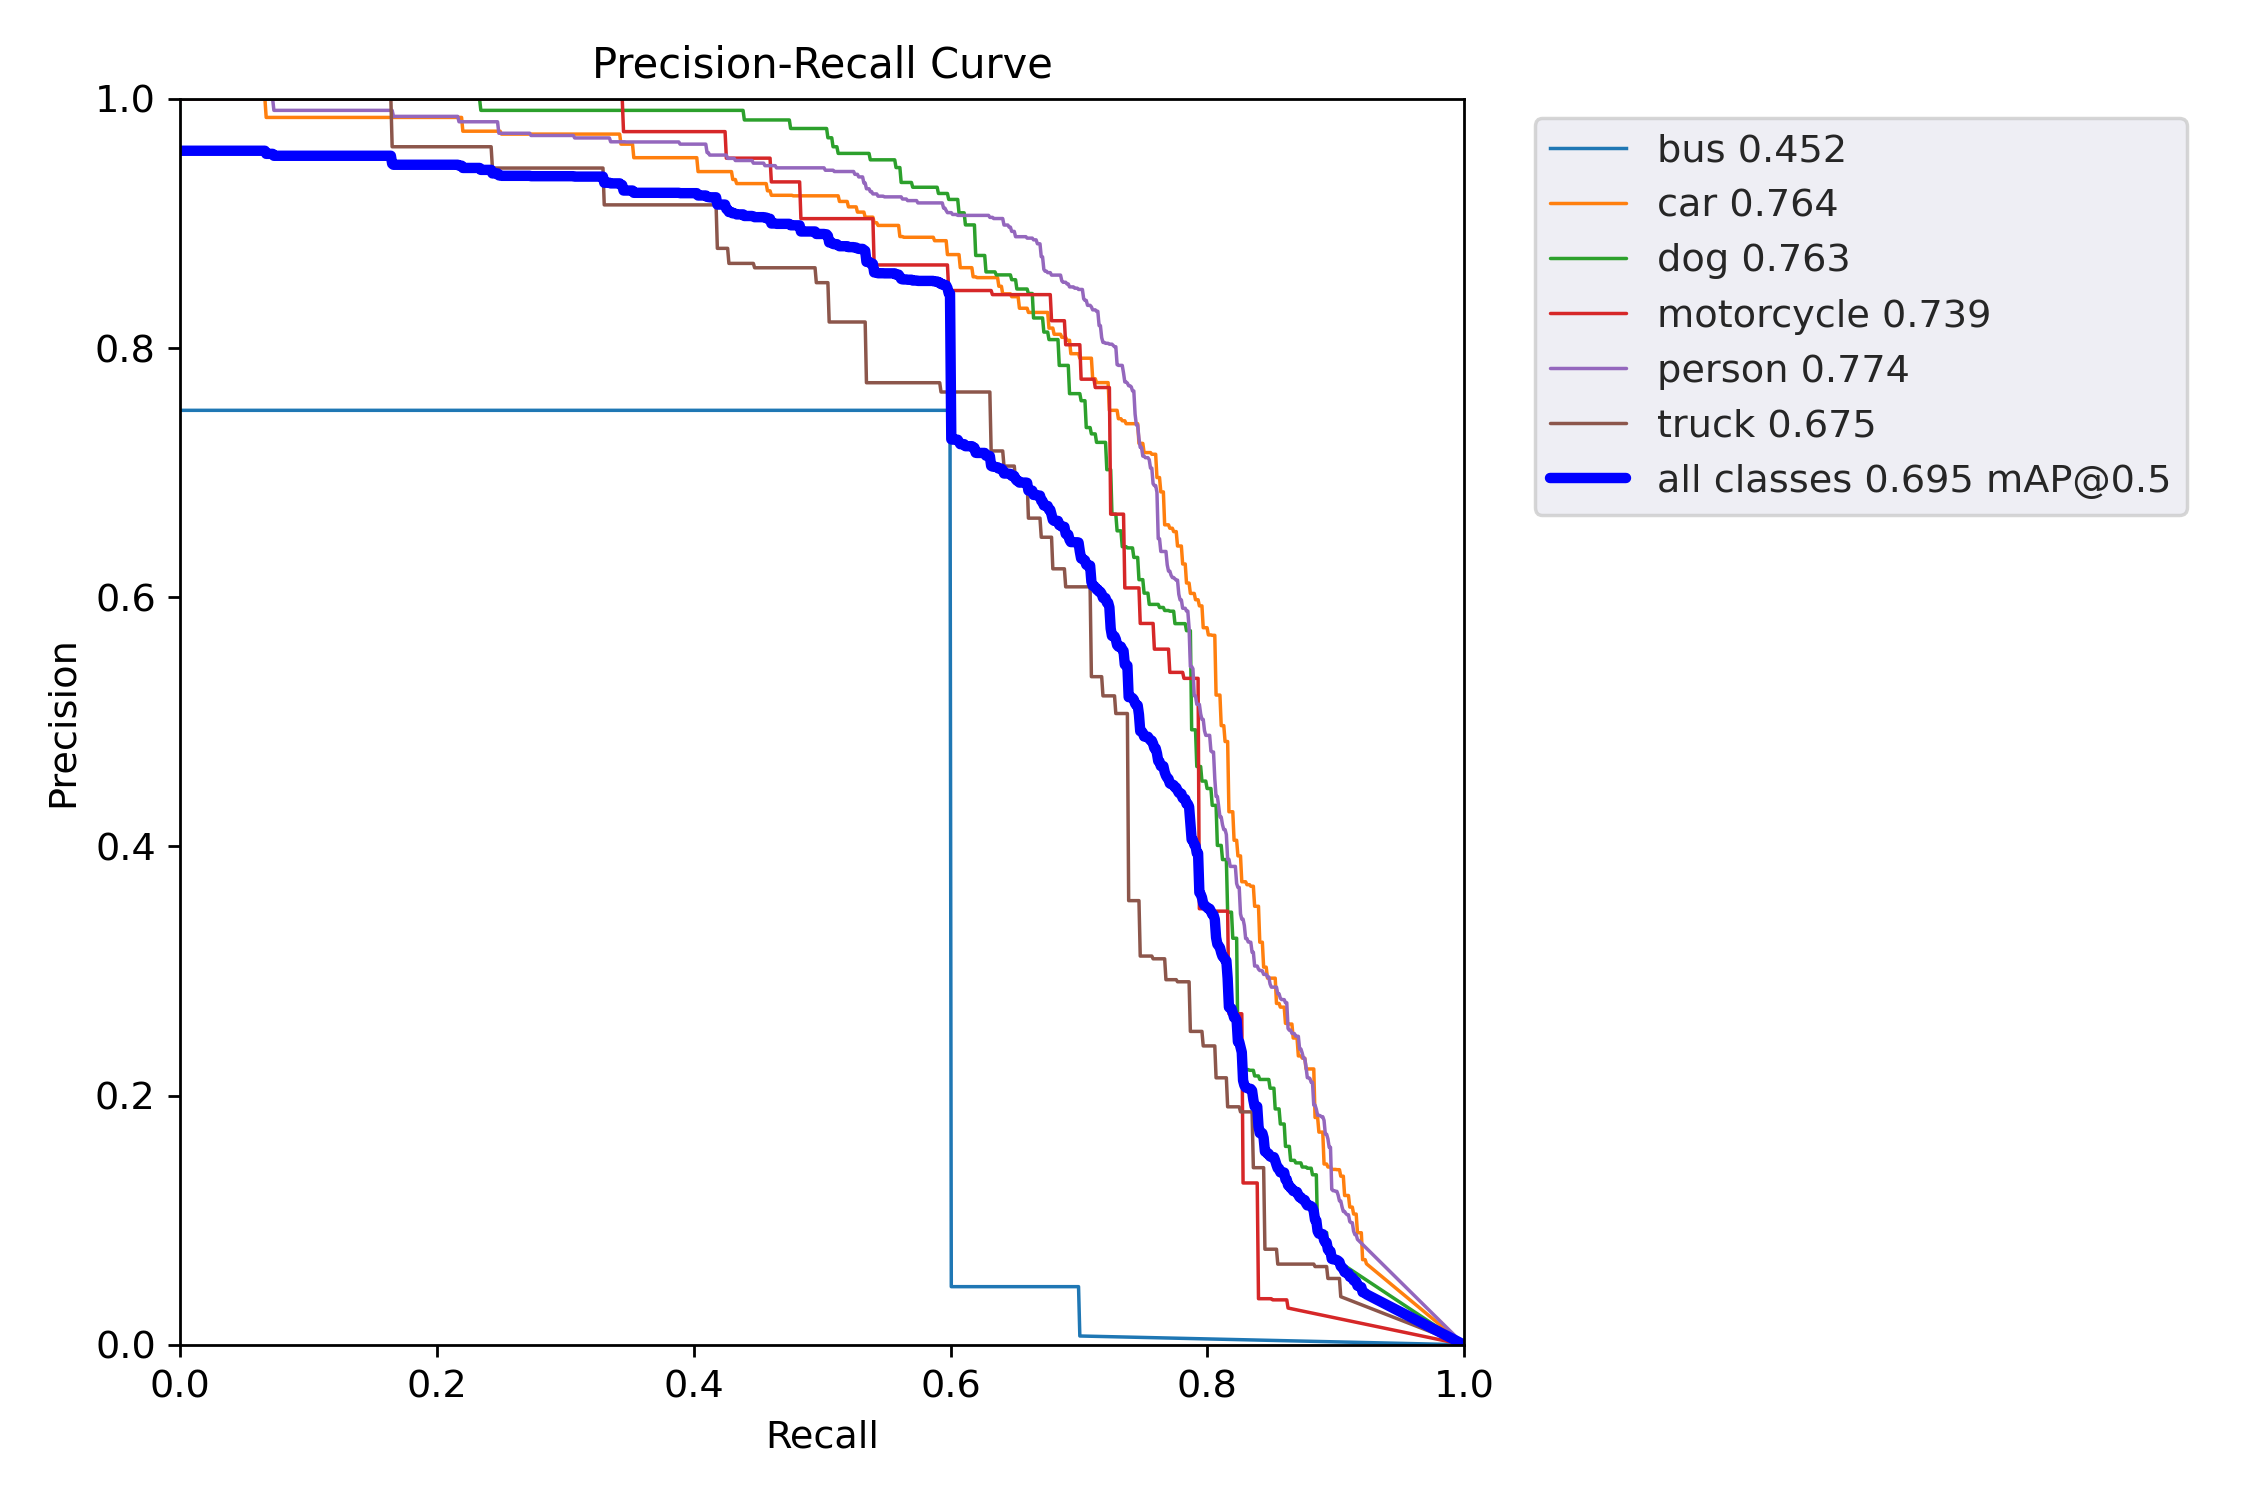 Precision-Recall Curve
1.0
0.8
0.6
0.4
0.2
0.0
Precision
0.0 0.2 0.4 0.6 0.8 1.0
Recall
bus 0.452
car 0.764
dog 0.763
motorcycle 0.739
person 0.774
truck 0.675
all classes 0.695 mAP@0.5